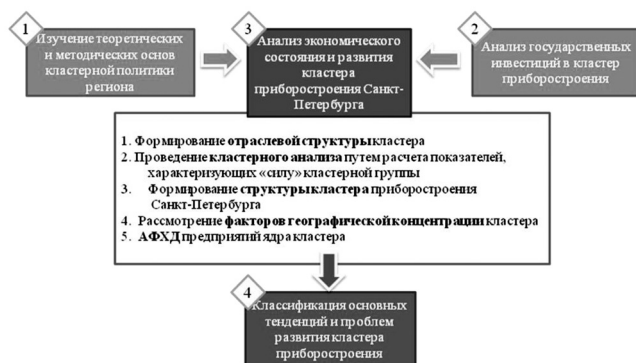 1
Изучение теоретических
и методических основ
кластерной политики
региона
3
Анализ экономического
состояния и развития
кластера
приборостроения Санкт-
Петербурга
2
Анализ государственных
инвестиций в кластер
приборостроения
1. Формирование отраслевой структуры кластера
2. Проведение кластерного анализа путем расчета показателей,
характеризующих «силу» кластерной группы
3. Формирование структуры кластера приборостроения
Санкт-Петербурга
4. Рассмотрение факторов географической концентрации кластера
5. АФХД предприятий ядра кластера
4
Классификация основных
тенденций и проблем
развития кластера
приборостроения